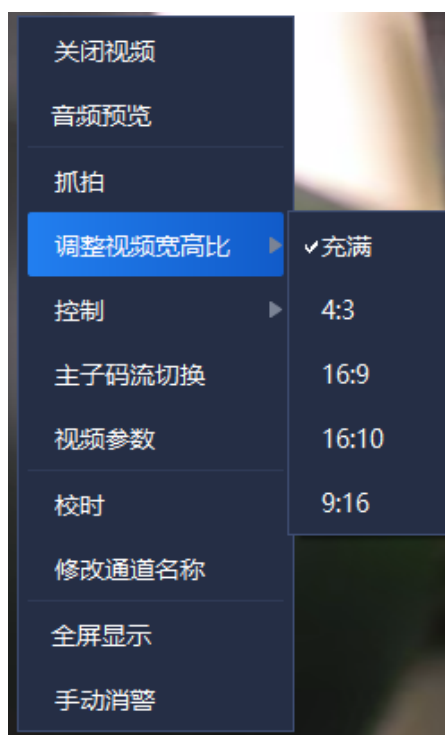 关闭视频
音频预览
抓拍
调整视频宽高比
充满
4:3
控制
16:9
主子码流切换
16:10
视频参数
9:16
校时
修改通道名称
全屏显示
手动消警